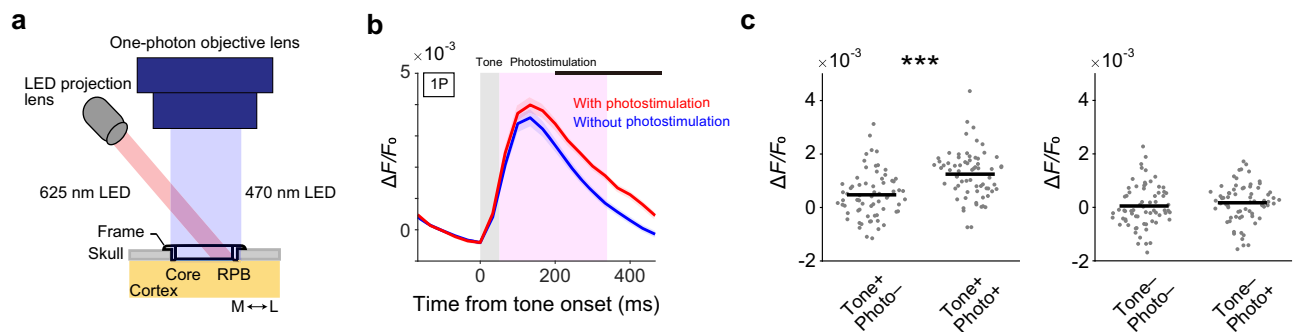 a
One-photon objective lens
LED projection
lens
625 nm LED
470 nm LED
Frame
Skull
Core
RPB
Cortex
M↔L
b
×10⁻³
5
0
ΔF/F₀
1P
Tone
Photostimulation
With photostimulation
Without photostimulation
0
400
Time from tone onset (ms)
c
×10⁻³
4
2
0
-2
ΔF/F₀
***
Tone+
Photo–
Tone+
Photo+
×10⁻³
4
2
0
-2
ΔF/F₀
Tone–
Photo–
Tone–
Photo+